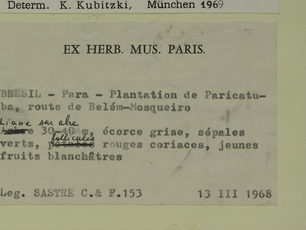 Determ. K. Kubitzki, München 1969
EX HERB. MUS. PARIS.
BRESIL - Para - Plantation de Paricatu-
ba, route de Belém-Mosqueiro
Liane sur abre
Arbre 30-40 m, écorce grise, sépales
follicules
verts, pétales rouges coriaces, jeunes
fruits blanchâtres
Leg. SASTRE C.& F.153 13 III 1968